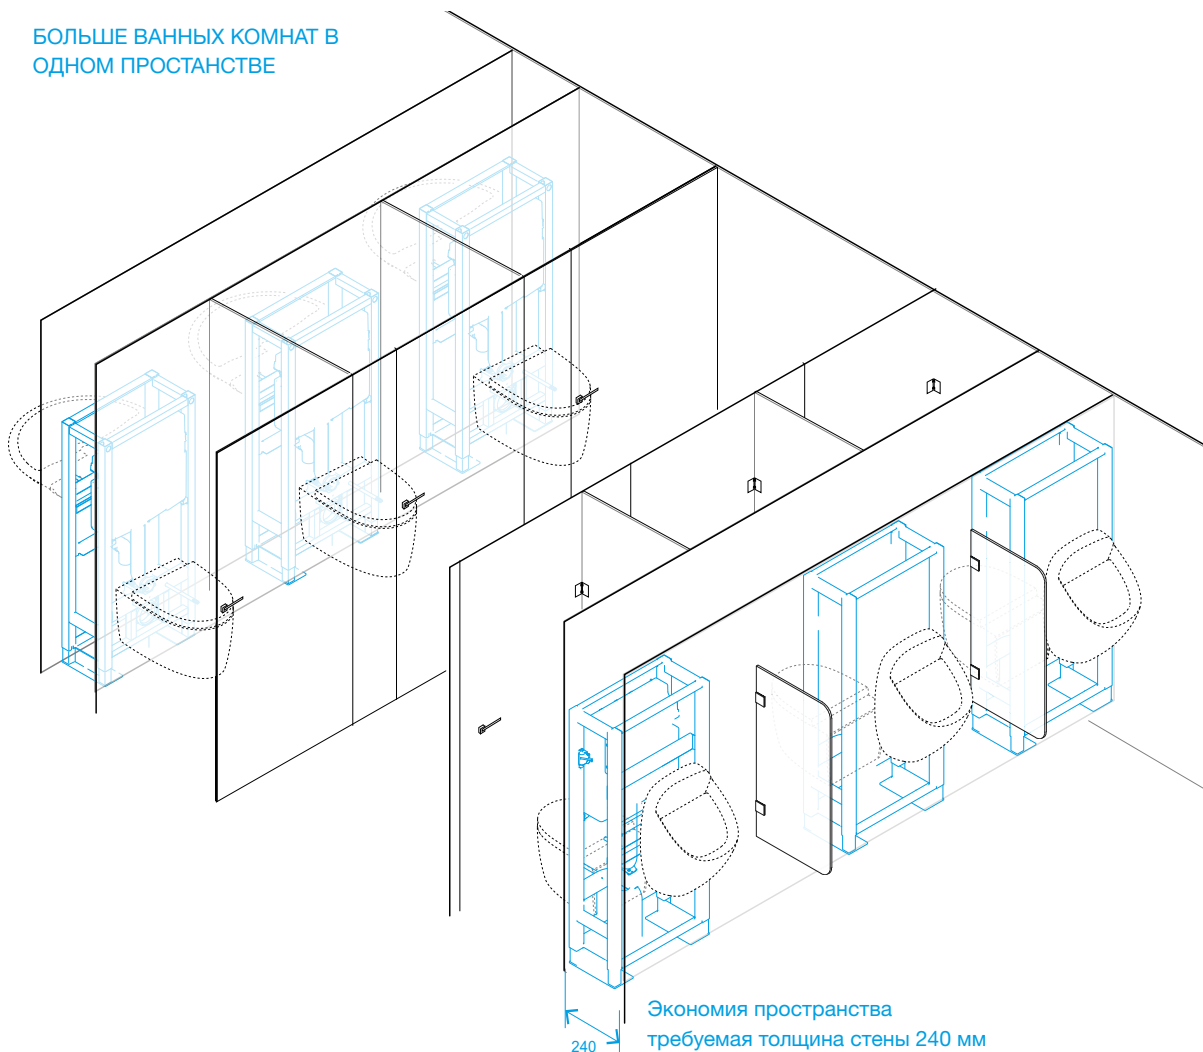 БОЛЬШЕ ВАННЫХ КОМНАТ В
ОДНОМ ПРОСТАНСТВЕ
Экономия пространства
требуемая толщина стены 240 мм
240